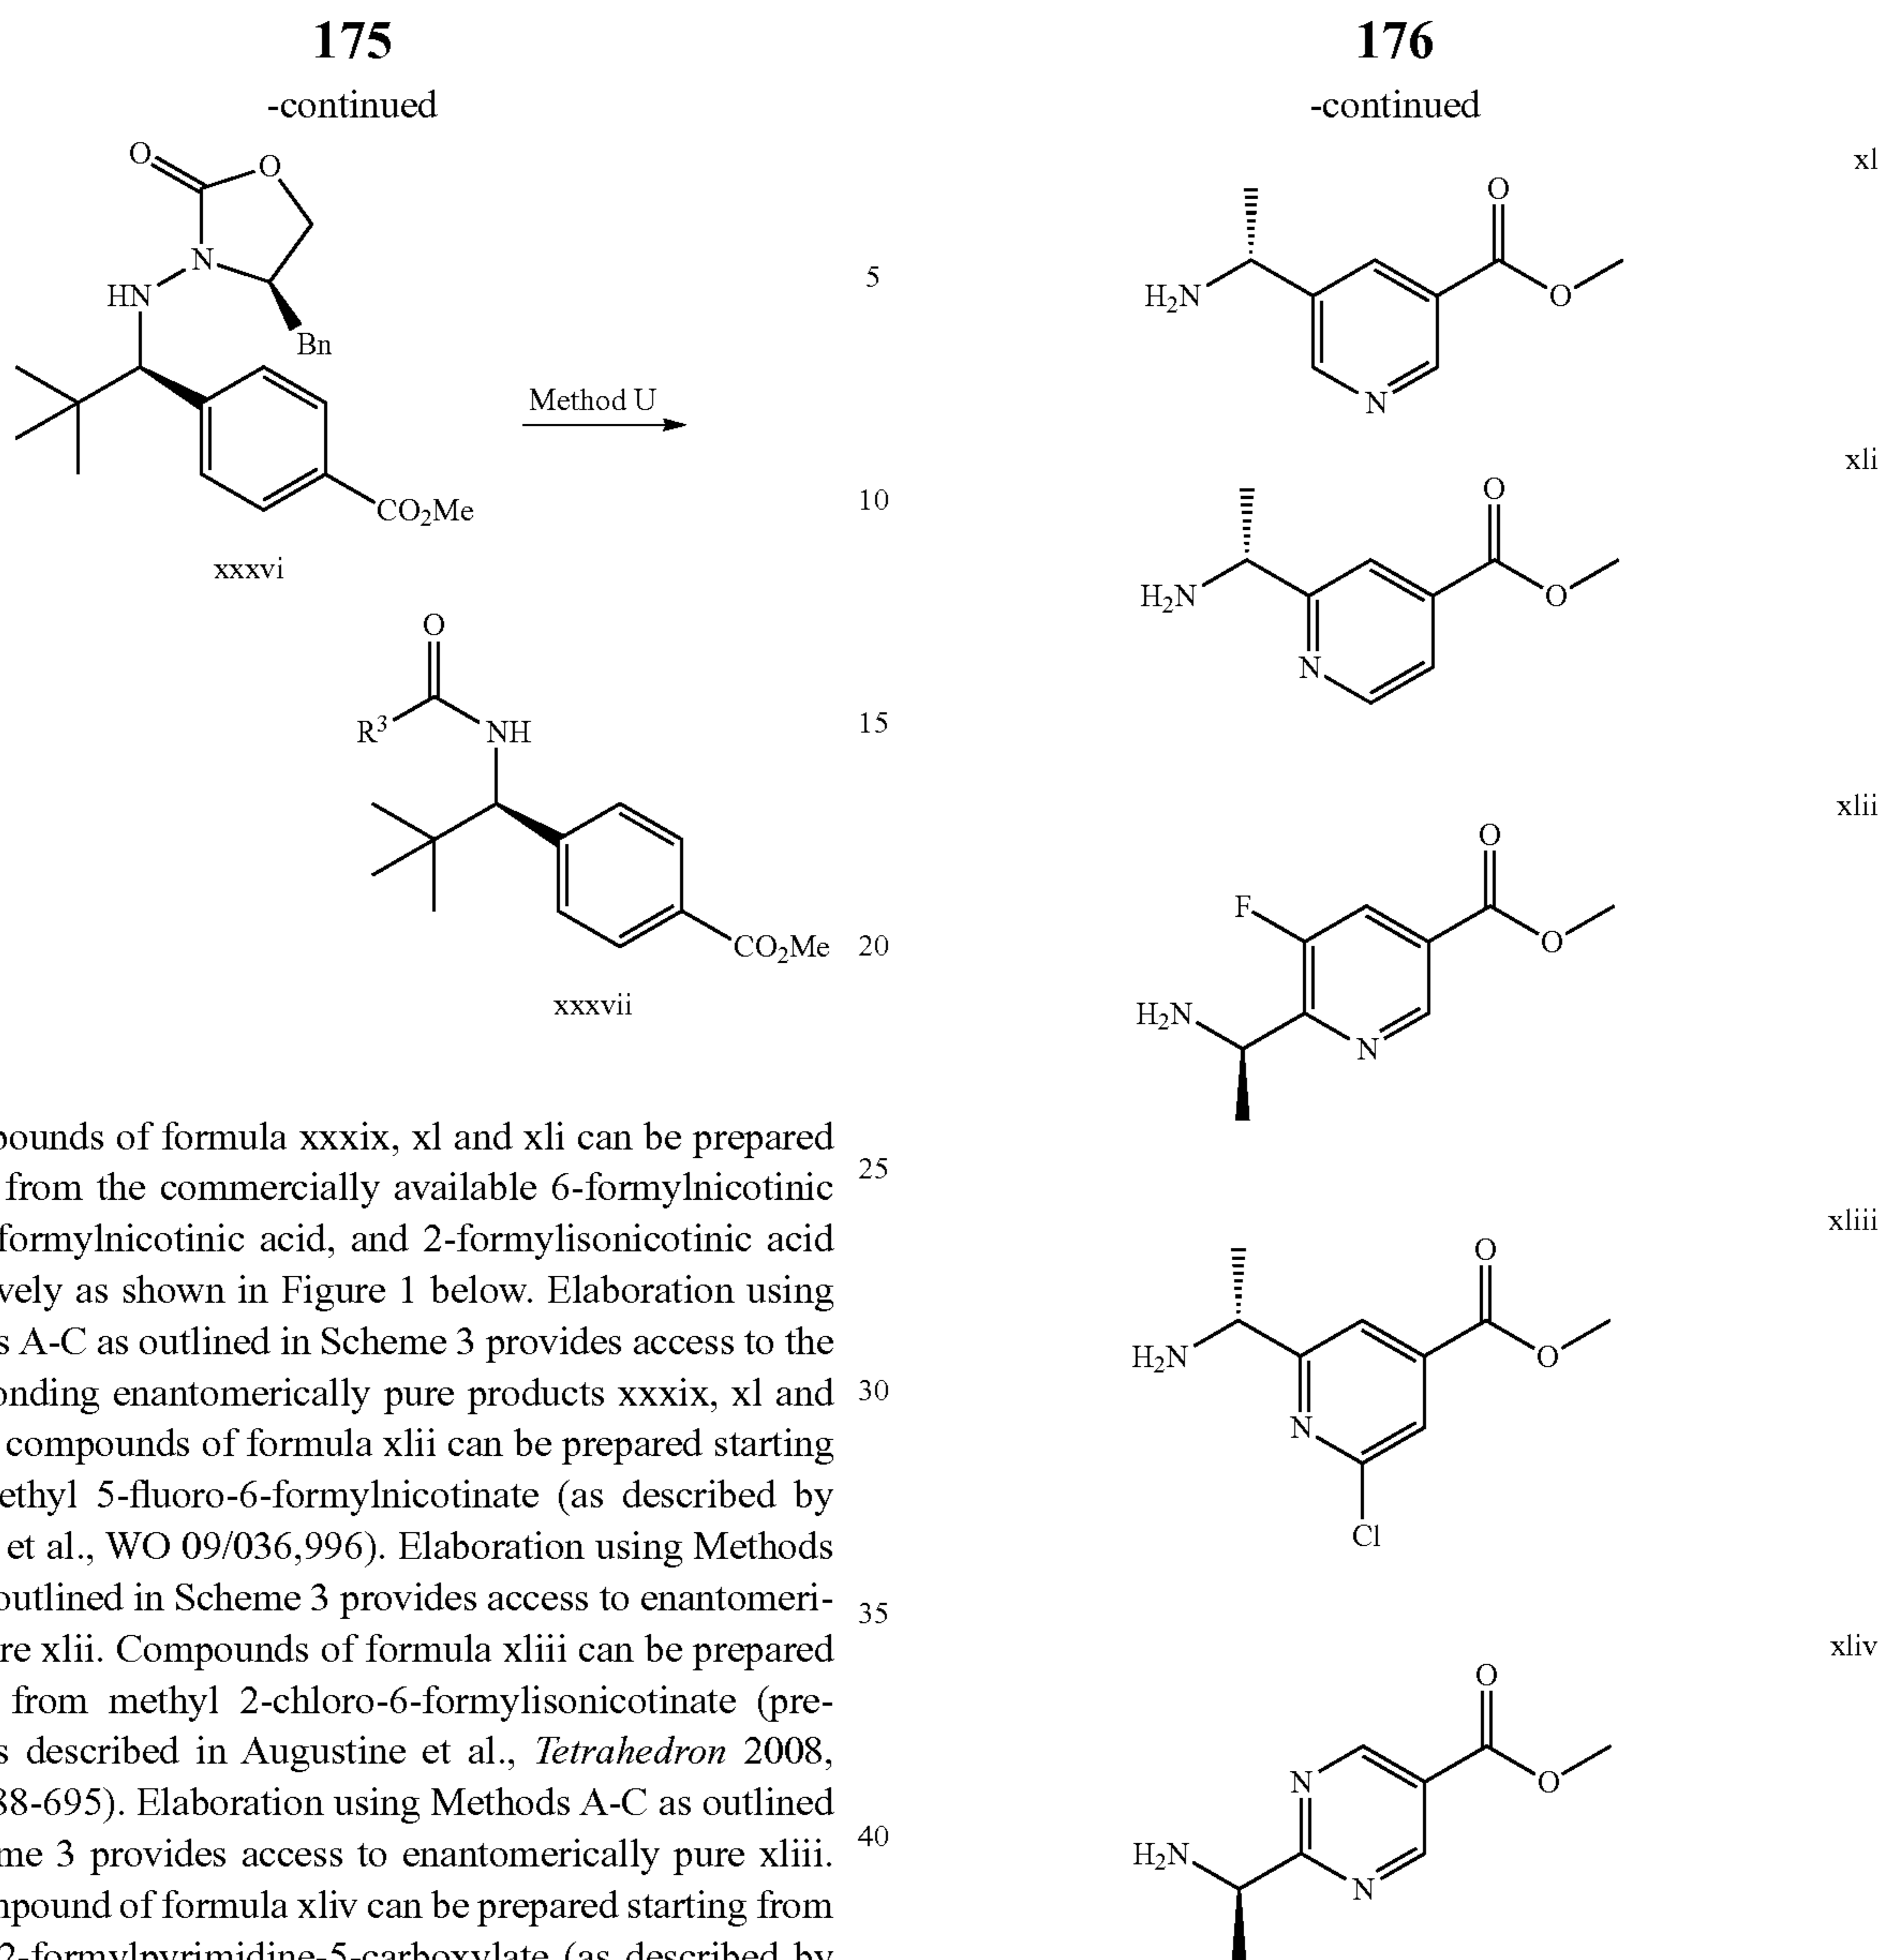 175
-continued
O
O
N
HN
Bn
CO₂Me
xxxvi
Method U
O
R³
NH
CO₂Me
xxxvii
pounds of formula xxxix, xl and xli can be prepared
from the commercially available 6-formylnicotinic
formylnicotinic acid, and 2-formylisonicotinic acid
vely as shown in Figure 1 below. Elaboration using
s A-C as outlined in Scheme 3 provides access to the
onding enantomerically pure products xxxix, xl and
compounds of formula xlii can be prepared starting
ethyl 5-fluoro-6-formylnicotinate (as described by
et al., WO 09/036,996). Elaboration using Methods
outlined in Scheme 3 provides access to enantomeri-
re xlii. Compounds of formula xliii can be prepared
from methyl 2-chloro-6-formylisonicotinate (pre-
s described in Augustine et al., Tetrahedron 2008,
88-695). Elaboration using Methods A-C as outlined
me 3 provides access to enantomerically pure xliii.
npound of formula xliv can be prepared starting from
2-formylpyrimidine-5-carboxylate (as described by
5
10
15
20
25
30
35
40
176
-continued
xl
O
H₂N
O
N
xli
O
H₂N
O
N
xlii
O
F
O
H₂N
N
xliii
O
H₂N
O
N
Cl
xliv
O
N
O
H₂N
N